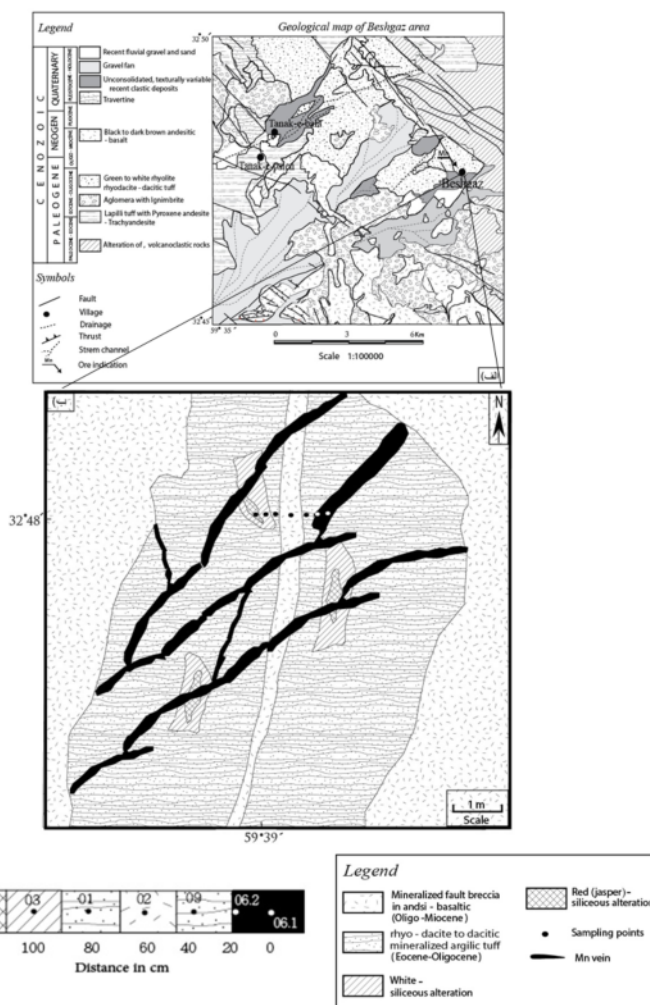 Legend
Geological map of Beshgaz area
32° 50´
CENOZOIC
QUATERNARY
NEOGEN
PALEOGENE
Recent fluvial gravel and sand
Gravel fan
Unconsolidated, texturally variable
recent clastic deposits
Travertine
Black to dark brown andesitic
- basalt
Green to white rhyolite
rhyodacite - dacitic tuff
Aglomera with Ignimbrite
Lapilli tuff with Pyroxene andesite
- Trachyandesite
Alteration of , volcanoclastic rocks
Tanak-e-bala
Mn
Beshgaz
Symbols
Fault
Village
Drainage
Thrust
Strem channel
Mn
Ore indication
32° 45´
59° 35´
0 3 6Km
Scale 1:100000
(الف)
(ب)
N
32°48´
1 m
Scale
59°39´
03 01 02 09 06.2
06.1
100 80 60 40 20 0
Distance in cm
Legend
Mineralized fault breccia
in andsi - basaltic
(Oligo -Miocene)
rhyo - dacite to dacitic
mineralized argilic tuff
(Eocene-Oligocene)
White -
siliceous alteration
Red (jasper)-
siliceous alteration
Sampling points
Mn vein